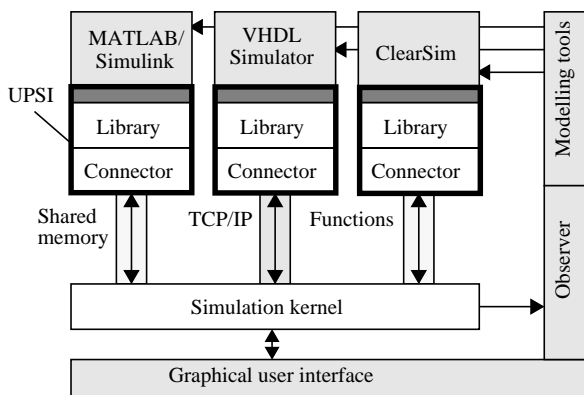 MATLAB/
Simulink
VHDL
Simulator
ClearSim
Modelling tools
UPSI
Library
Library
Library
Connector
Connector
Connector
Shared
memory
TCP/IP
Functions
Observer
Simulation kernel
Graphical user interface